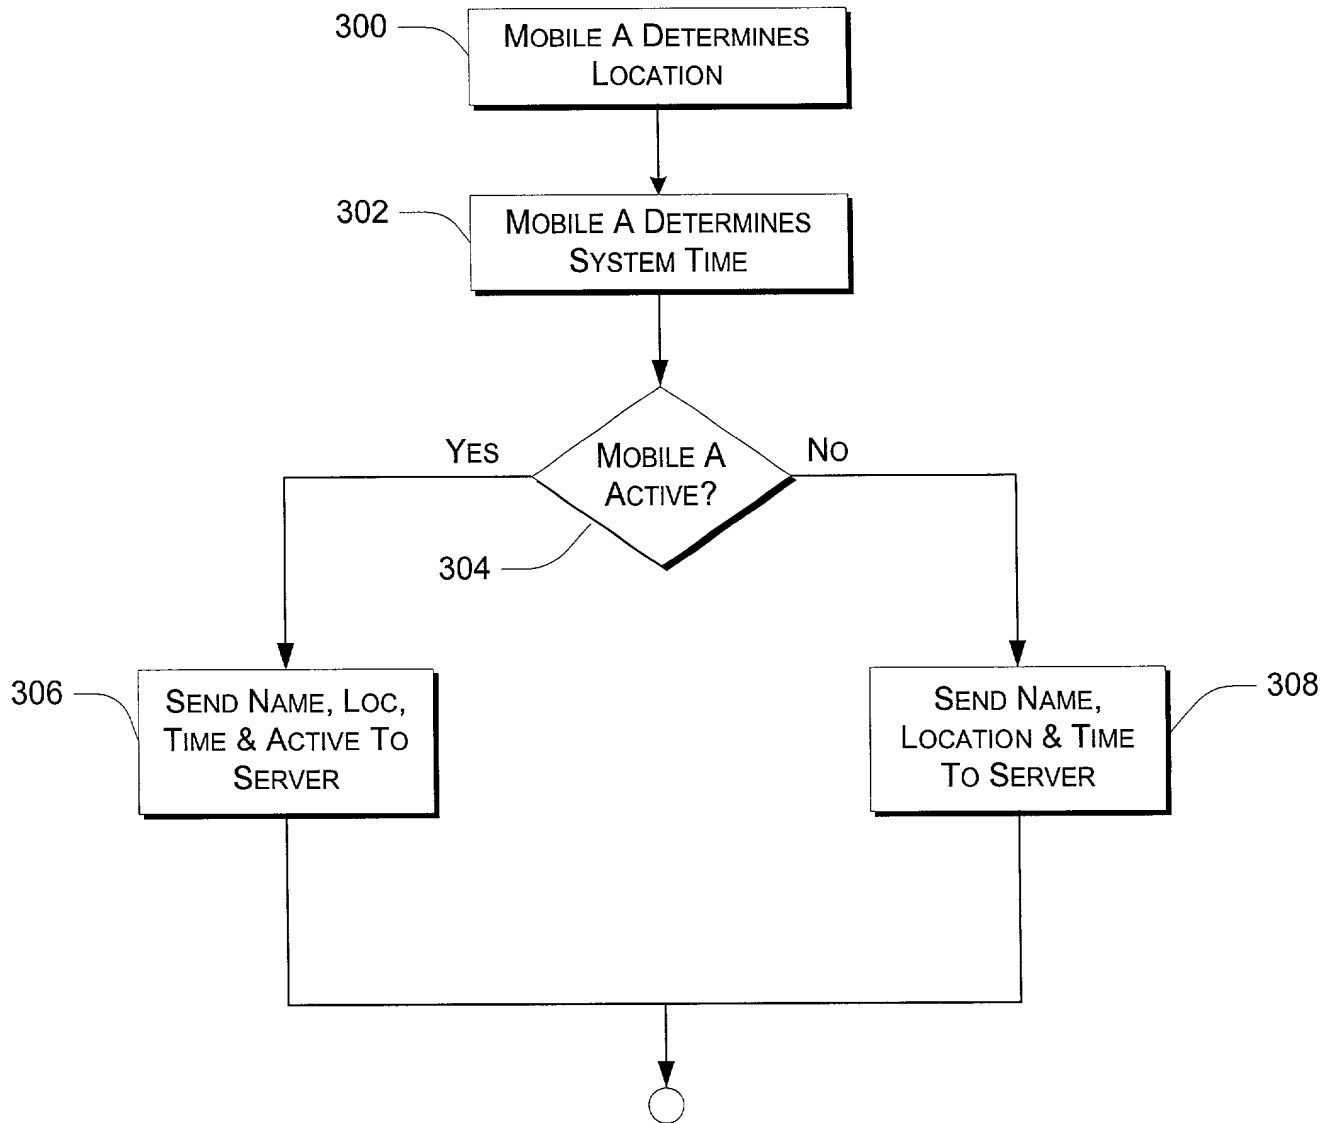 300
MOBILE A DETERMINES
LOCATION
302
MOBILE A DETERMINES
SYSTEM TIME
YES
MOBILE A
ACTIVE?
NO
304
306
SEND NAME, LOC,
TIME & ACTIVE TO
SERVER
SEND NAME,
LOCATION & TIME
TO SERVER
308